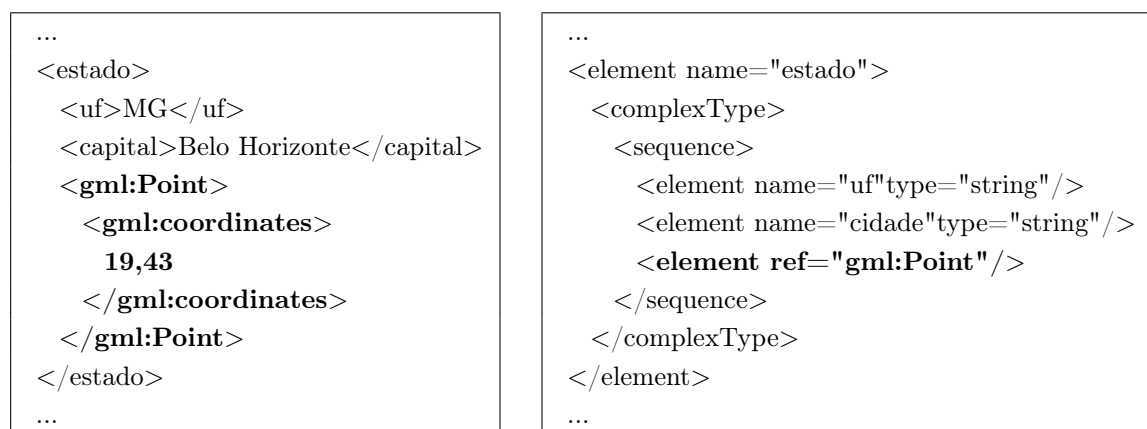 ...
<estado>
<uf>MG</uf>
<capital>Belo Horizonte</capital>
<gml:Point>
<gml:coordinates>
19,43
</gml:coordinates>
</gml:Point>
</estado>
...
...
<element name="estado">
<complexType>
<sequence>
<element name="uf"type="string"/>
<element name="cidade"type="string"/>
<element ref="gml:Point"/>
</sequence>
</complexType>
</element>
...